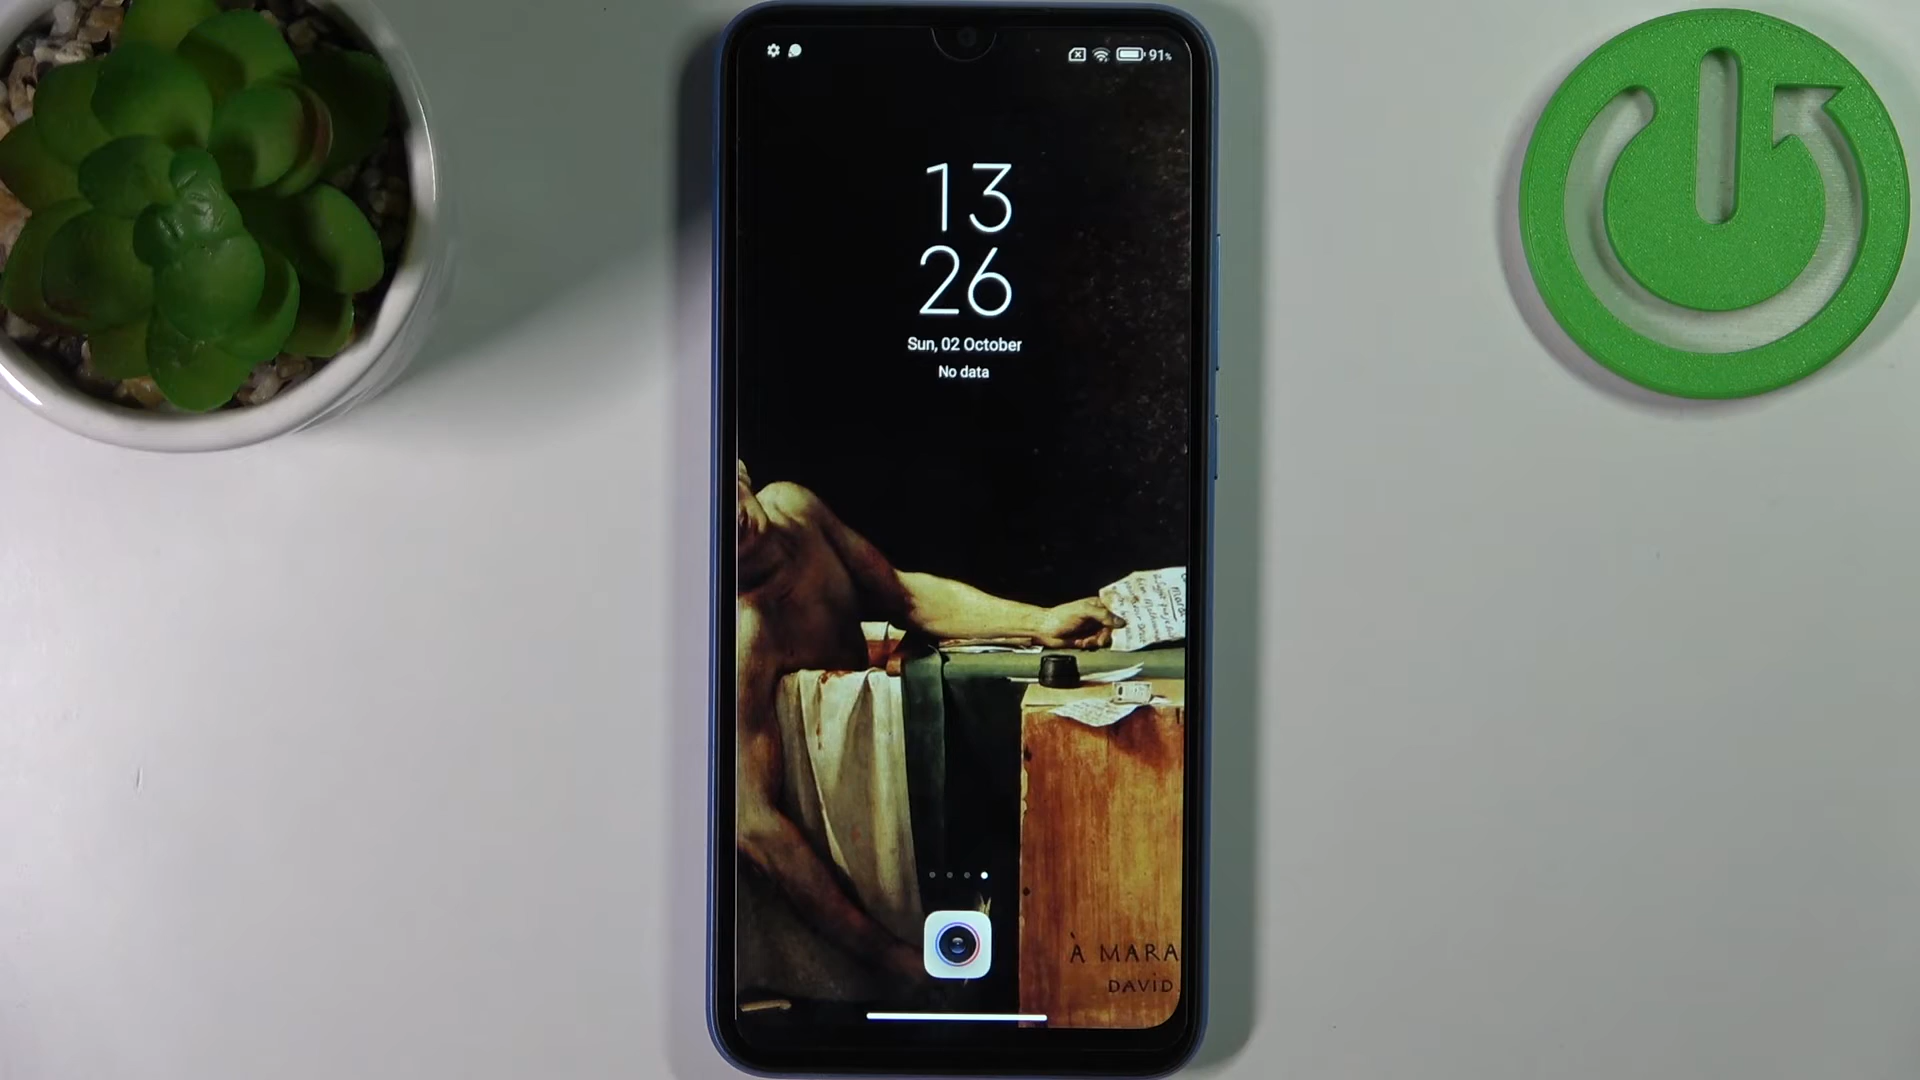 91%
13
26
Sun, 02 October
No data
À MARA
DAVID